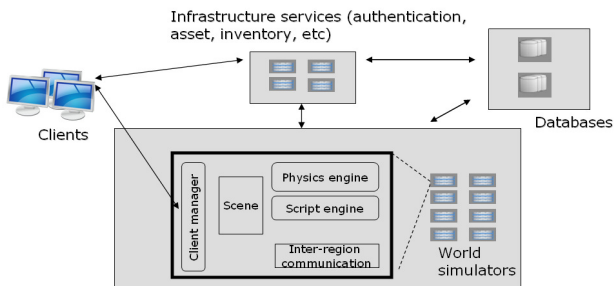 Infrastructure services (authentication,
asset, inventory, etc)
Clients
Databases
Client manager
Scene
Physics engine
Script engine
Inter-region
communication
World
simulators